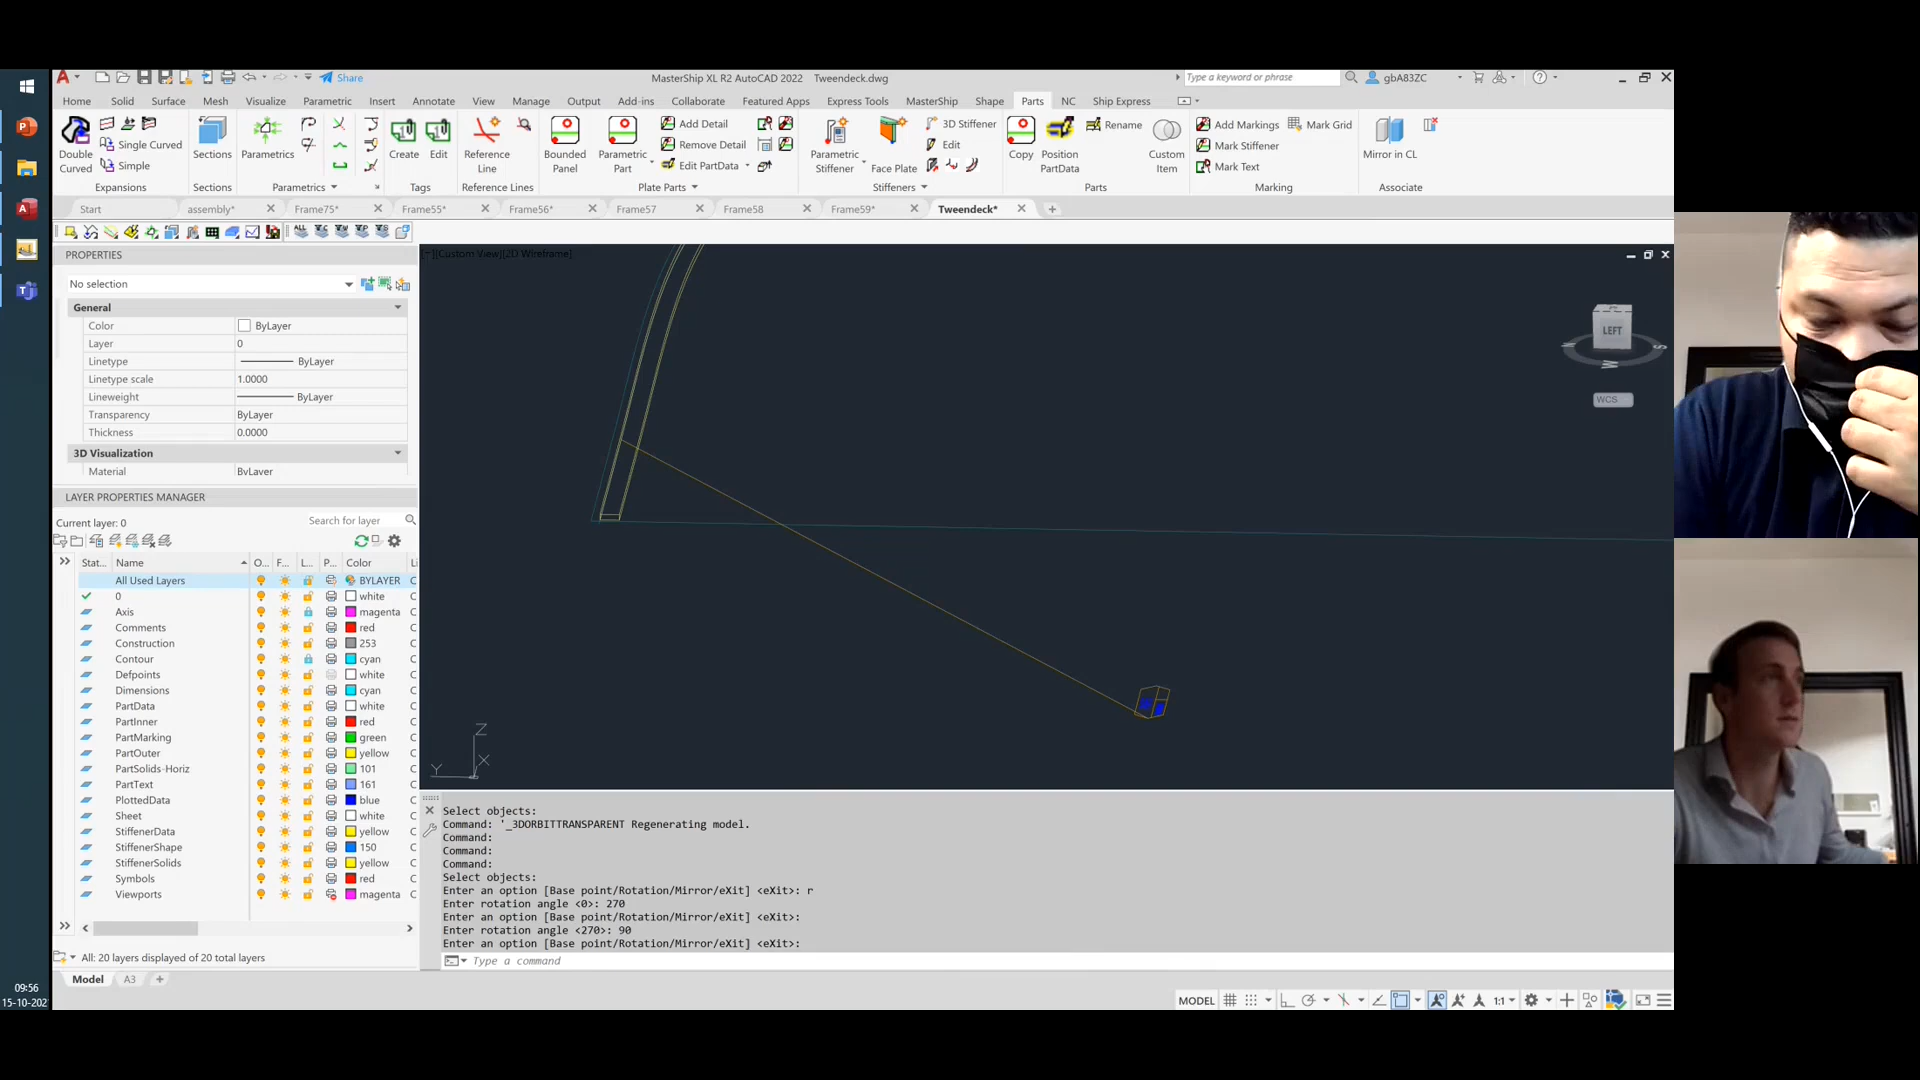 Share
MasterShip XL R2 AutoCAD 2022 Tweendeck.dwg
Type a keyword or phrase
gbA83ZC
Home Solid Surface Mesh Visualize Parametric Insert Annotate View Manage Output Add-ins Collaborate Featured Apps Express Tools MasterShip Shape Parts NC Ship Express
Double Curved
Single Curved
Simple
Expansions
Sections
Sections
Parametrics
Parametrics
Create
Edit
Tags
Reference Line
Reference Lines
Bounded Panel
Parametric Part
Add Detail
Remove Detail
Edit PartData
Plate Parts
Parametric Stiffener
Face Plate
3D Stiffener
Edit
Stiffeners
Copy
Position PartData
Rename
Custom Item
Parts
Add Markings
Mark Grid
Mark Stiffener
Mark Text
Marking
Mirror in CL
Associate
Start assembly* Frame75* Frame55* Frame56* Frame57 Frame58 Frame59* Tweendeck*
PROPERTIES
No selection
General
Color ByLayer
Layer 0
Linetype ByLayer
Linetype scale 1.0000
Lineweight ByLayer
Transparency ByLayer
Thickness 0.0000
3D Visualization
Material ByLayer
LAYER PROPERTIES MANAGER
Current layer: 0
Search for layer
Stat... Name O... F... L... P... Color Li
All Used Layers BYLAYER C
0 white C
Axis magenta C
Comments red C
Construction 253 C
Contour cyan C
Defpoints white C
Dimensions cyan C
PartData white C
PartInner red C
PartMarking green C
PartOuter yellow C
PartSolids-Horiz 101 C
PartText 161 C
PlottedData blue C
Sheet white C
StiffenerData yellow C
StiffenerShape 150 C
StiffenerSolids yellow C
Symbols red C
Viewports magenta C
All: 20 layers displayed of 20 total layers
Model A3
[−][Custom View][2D Wireframe]
LEFT
N W S
WCS
Z
Y X
Select objects:
Command: '_3DORBITTRANSPARENT Regenerating model.
Command:
Command:
Command:
Select objects:
Enter an option [Base point/Rotation/Mirror/eXit] <eXit>: r
Enter rotation angle <0>: 270
Enter an option [Base point/Rotation/Mirror/eXit] <eXit>:
Enter rotation angle <270>: 90
Enter an option [Base point/Rotation/Mirror/eXit] <eXit>:
Type a command
MODEL
1:1
09:56
15-10-202